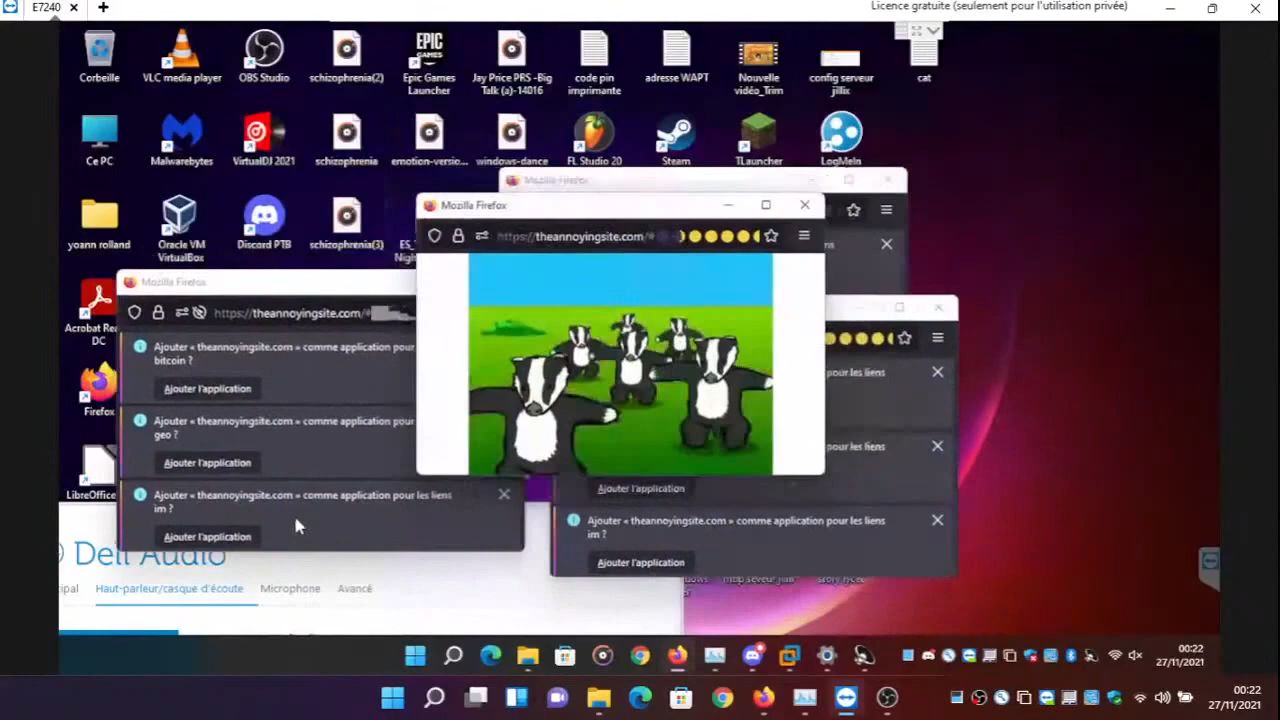 E7240
Licence gratuite (seulement pour l'utilisation privée)
Corbeille
VLC media player
OBS Studio
schizophrenia(2)
Epic Games
Launcher
Jay Price PRS -Big
Talk (a)-14016
code pin
imprimante
adresse WAPT
Nouvelle
vidéo_Trim
config serveur
jillix
cat
EPIC
GAMES
Ce PC
Malwarebytes
VirtualDJ 2021
schizophrenia
emotion-versio...
windows-dance
FL Studio 20
Steam
TLauncher
LogMeIn
yoann rolland
Oracle VM
VirtualBox
Discord PTB
schizophrenia(3)
ES_
Mozilla Firefox
Mozilla Firefox
https://theannoyingsite.com/
Mozilla Firefox
https://theannoyingsite.com/
Acrobat Rea
DC
Firefox
LibreOffice
Ajouter « theannoyingsite.com » comme application pour
bitcoin ?
Ajouter l'application
Ajouter « theannoyingsite.com » comme application pour
geo ?
Ajouter l'application
Ajouter « theannoyingsite.com » comme application pour les liens
im ?
Ajouter l'application
pour les liens
pour les liens
Ajouter l'application
Ajouter « theannoyingsite.com » comme application pour les liens
im ?
Ajouter l'application
Dell Audio
cipal
Haut-parleur/casque d'écoute
Microphone
Avancé
00:22
27/11/2021
00:22
27/11/2021